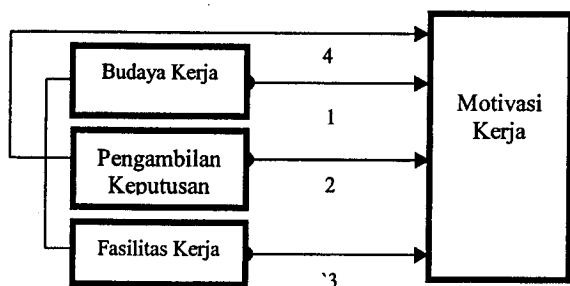 4
Budaya Kerja
1
Motivasi
Kerja
Pengambilan
Keputusan
2
Fasilitas Kerja
`3